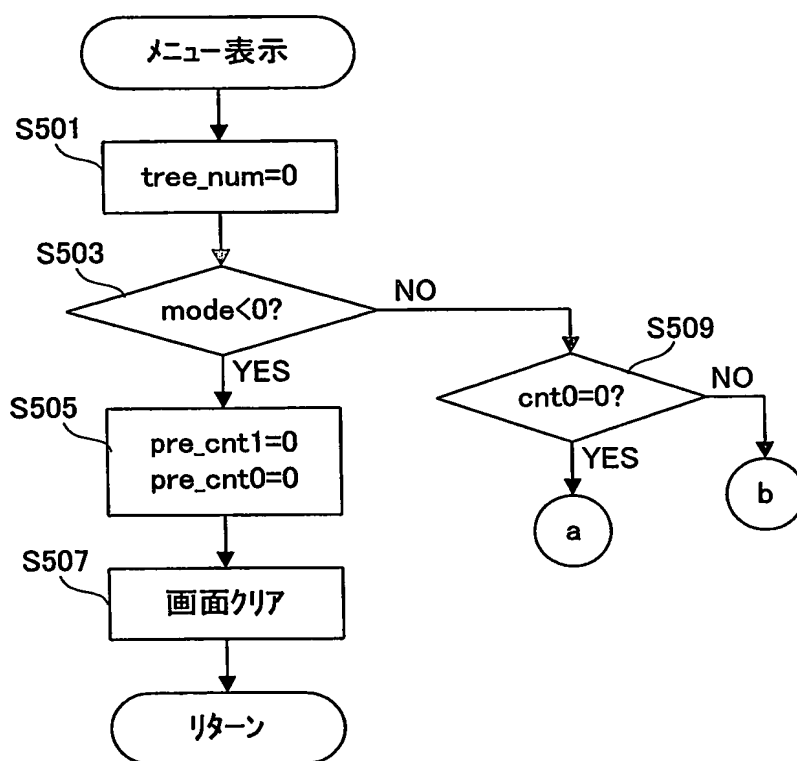 メニュー表示
S501
tree_num=0
S503
mode<0?
NO
YES
S509
cnt0=0?
NO
YES
a
b
S505
pre_cnt1=0
pre_cnt0=0
S507
画面クリア
リターン